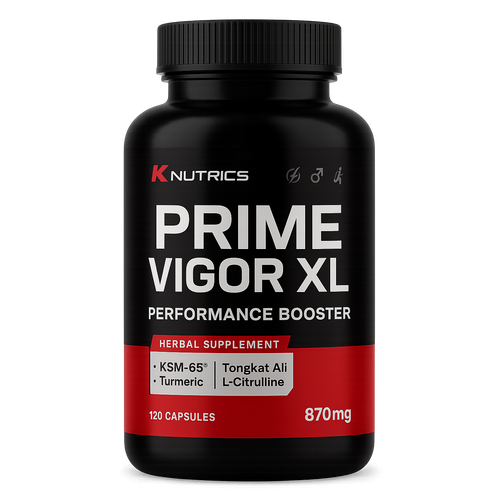 K NUTRICS
PRIME
VIGOR XL
PERFORMANCE BOOSTER
HERBAL SUPPLEMENT
• KSM-65® Tongkat Ali
• Turmeric L-Citrulline
120 CAPSULES 870mg